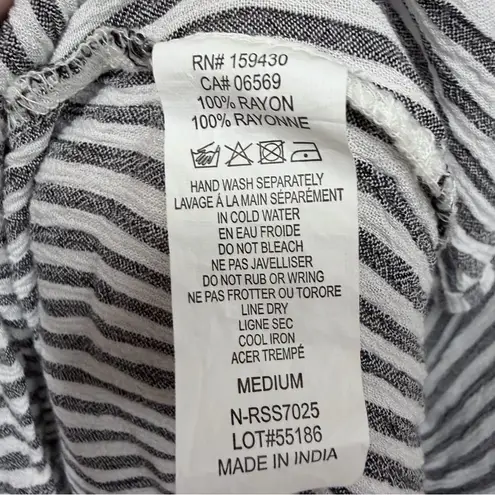 RN# 159430
CA# 06569
100% RAYON
100% RAYONNE
HAND WASH SEPARATELY
LAVAGE À LA MAIN SÉPARÉMENT
IN COLD WATER
EN EAU FROIDE
DO NOT BLEACH
NE PAS JAVELLISER
DO NOT RUB OR WRING
NE PAS FROTTER OU TORORE
LINE DRY
LIGNE SEC
COOL IRON
ACER TREMPÉ
MEDIUM
N-RSS7025
LOT#55186
MADE IN INDIA